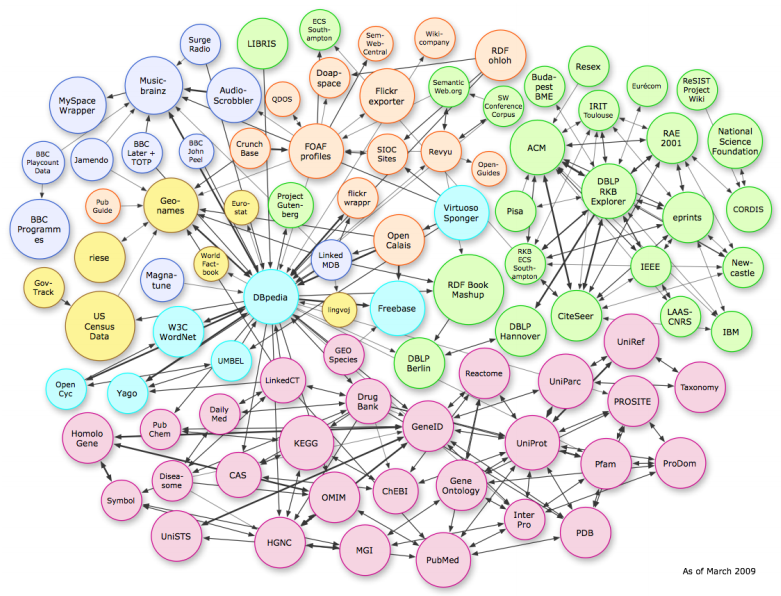 ECS
South-
ampton
Sem-
Web-
Central
Wiki-
company
Surge
Radio
LIBRIS
RDF
ohloh
Doap-
space
Resex
Music-
brainz
Buda-
pest
BME
Semantic
Web.org
Flickr
exporter
Eurécom
ReSIST
Project
Wiki
MySpace
Wrapper
Audio-
Scrobbler
QDOS
SW
Conference
Corpus
IRIT
Toulouse
RAE
2001
National
Science
Foundation
BBC
Playcount
Data
Jamendo
BBC
Later +
TOTP
BBC
John
Peel
Crunch
Base
FOAF
profiles
SIOC
Sites
Revyu
Open-
Guides
ACM
DBLP
RKB
Explorer
flickr
wrappr
Project
Guten-
berg
Pub
Guide
Geo-
names
Euro-
stat
Virtuoso
Sponger
Pisa
CORDIS
BBC
Programm
es
eprints
Open
Calais
riese
World
Fact-
book
Linked
MDB
RKB
ECS
South-
ampton
IEEE
New-
castle
Gov-
Track
Magna-
tune
DBpedia
RDF Book
Mashup
US
Census
Data
lingvoj
Freebase
CiteSeer
LAAS-
CNRS
IBM
W3C
WordNet
DBLP
Hannover
UMBEL
GEO
Species
DBLP
Berlin
UniRef
Open
Cyc
Yago
LinkedCT
Reactome
UniParc
Taxonomy
Drug
Bank
PROSITE
Daily
Med
Pub
Chem
Homolo
Gene
KEGG
GeneID
UniProt
Pfam
ProDom
Disea-
some
CAS
ChEBI
Gene
Ontology
Symbol
OMIM
Inter
Pro
UniSTS
HGNC
MGI
PubMed
PDB
As of March 2009